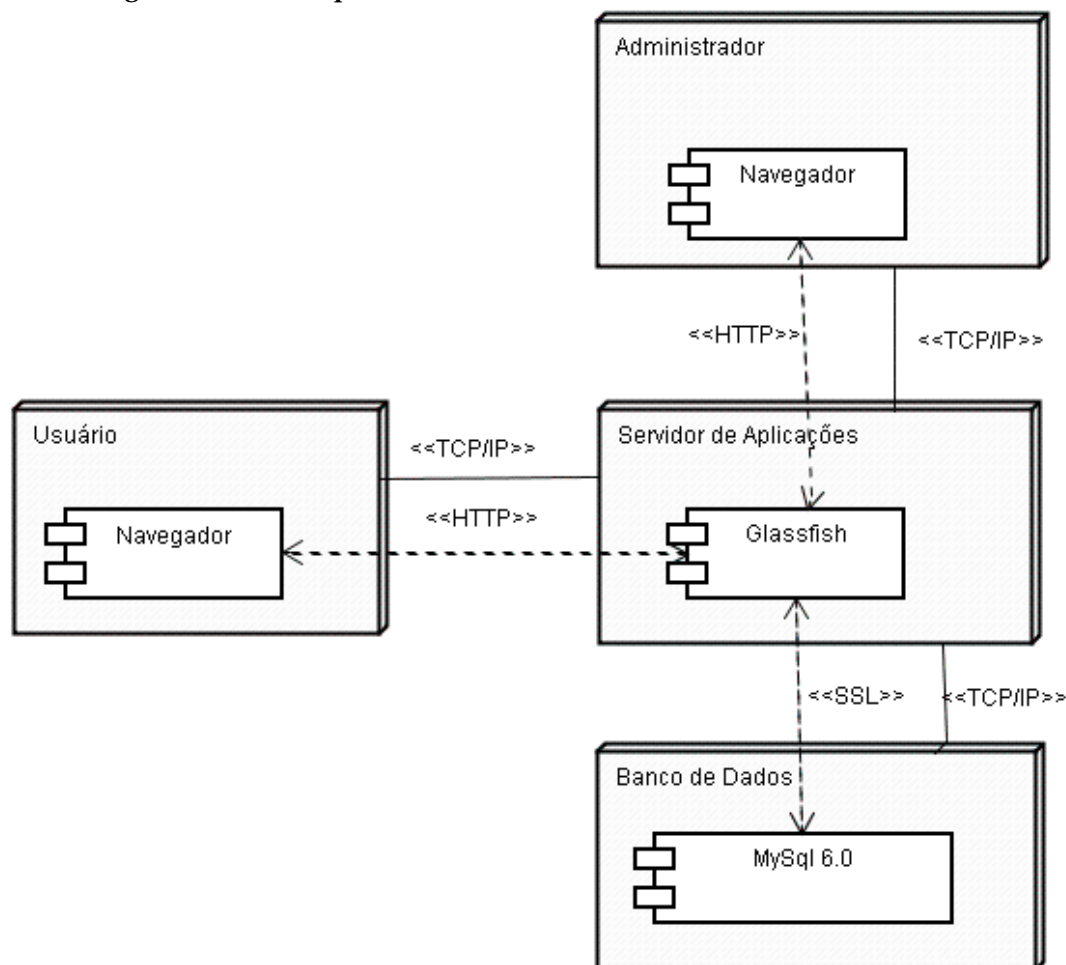 Administrador
Navegador
<<HTTP>>
<<TCP/IP>>
Usuário
<<TCP/IP>>
Servidor de Aplicações
<<HTTP>>
Navegador
Glassfish
<<SSL>>
<<TCP/IP>>
Banco de Dados
MySql 6.0